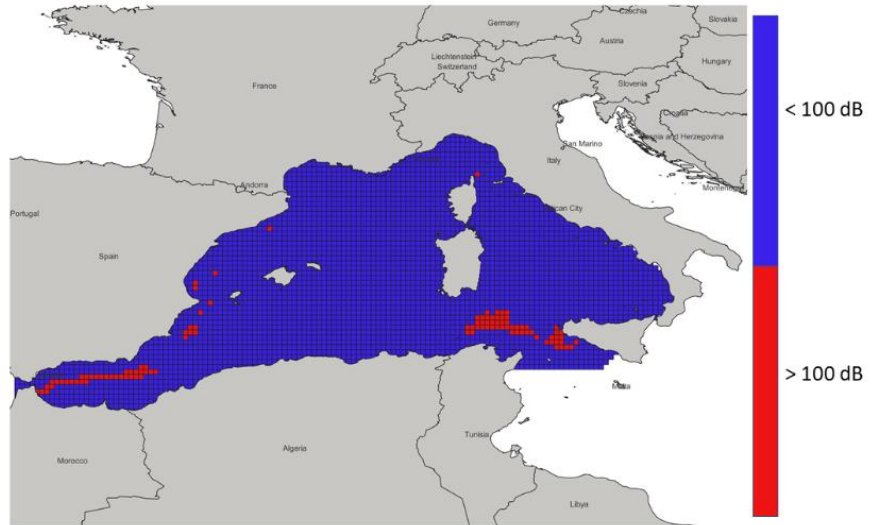 Germany
Czechia
Slovakia
Austria
Liechtenstein
Switzerland
Hungary
Slovenia
France
Croatia
< 100 dB
San Marino
Italy
Andorra
Portugal
Spain
> 100 dB
Malta
Tunisia
Algeria
Morocco
Libya